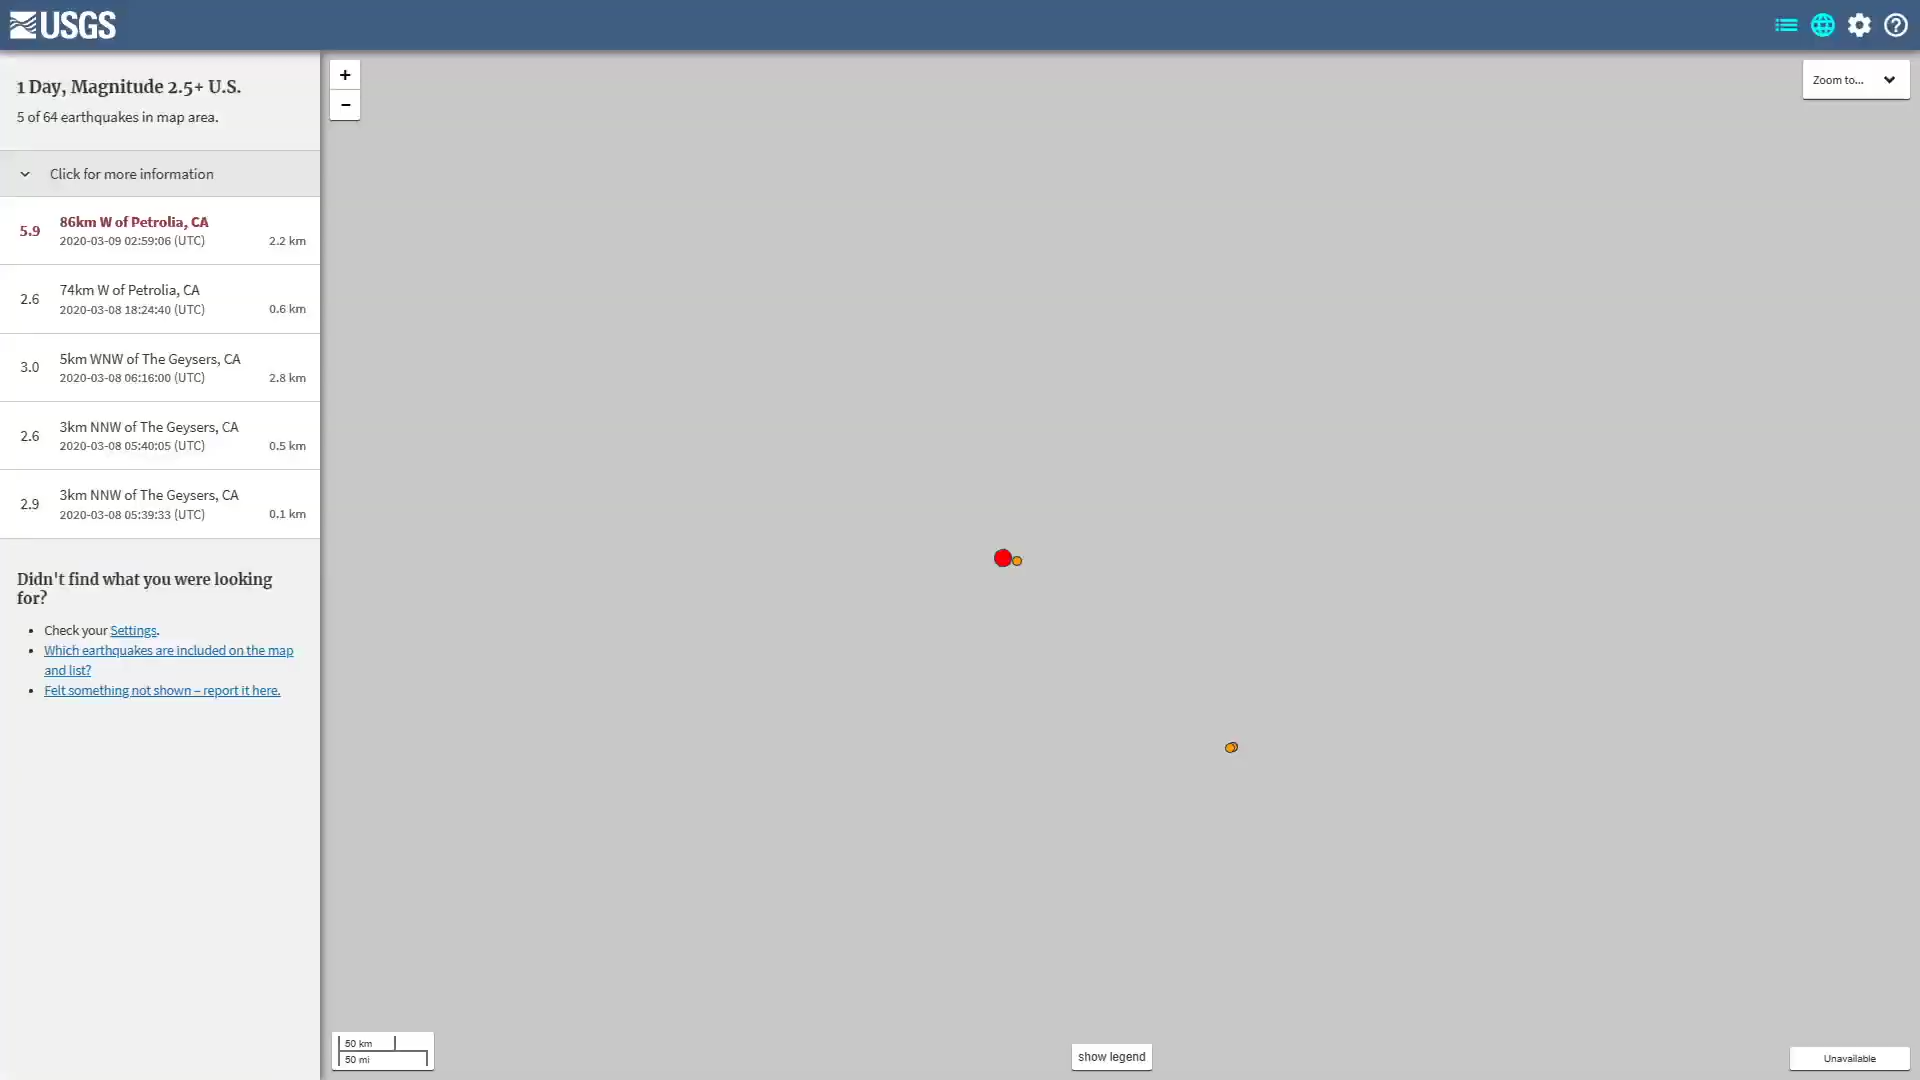 USGS
1 Day, Magnitude 2.5+ U.S.
5 of 64 earthquakes in map area.
Click for more information
5.9
86km W of Petrolia, CA
2020-03-09 02:59:06 (UTC)
2.2 km
2.6
74km W of Petrolia, CA
2020-03-08 18:24:40 (UTC)
0.6 km
3.0
5km WNW of The Geysers, CA
2020-03-08 06:16:00 (UTC)
2.8 km
2.6
3km NNW of The Geysers, CA
2020-03-08 05:40:05 (UTC)
0.5 km
2.9
3km NNW of The Geysers, CA
2020-03-08 05:39:33 (UTC)
0.1 km
Didn't find what you were looking
for?
Check your Settings.
Which earthquakes are included on the map
and list?
Felt something not shown – report it here.
+
−
Zoom to...
50 km
50 mi
show legend
Unavailable